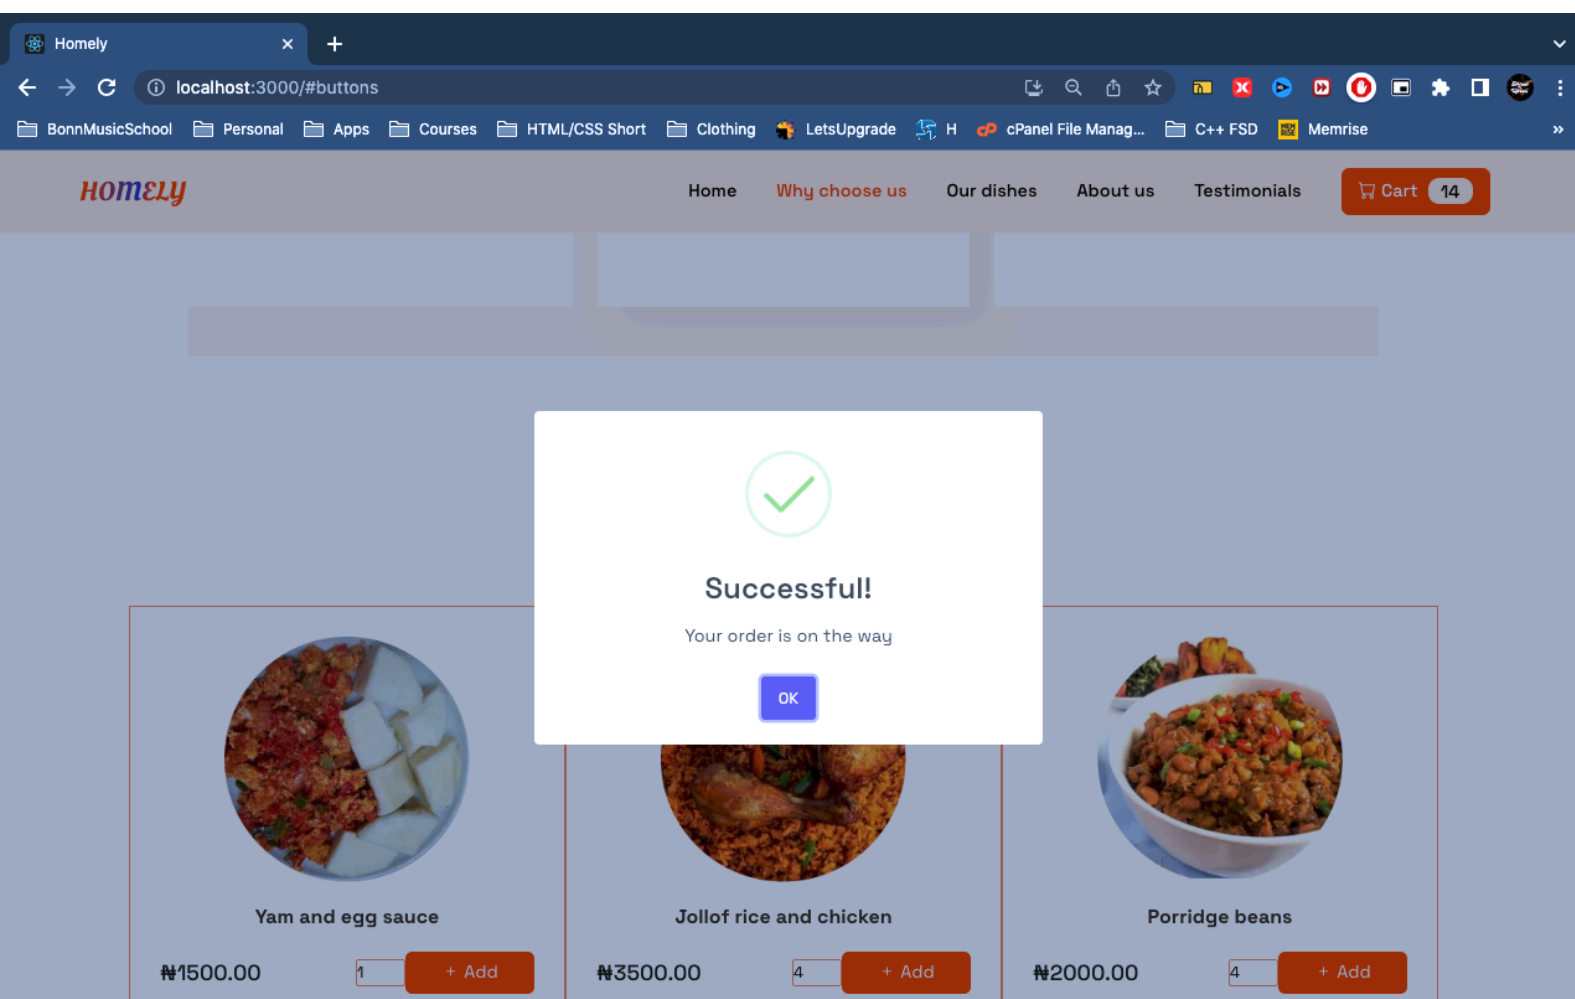 Homely
localhost:3000/#buttons
BonnMusicSchool Personal Apps Courses HTML/CSS Short Clothing LetsUpgrade H cPanel File Manag... C++ FSD Memrise »
HOMELY Home Why choose us Our dishes About us Testimonials Cart 14
Successful!
Your order is on the way
OK
Yam and egg sauce Jollof rice and chicken Porridge beans
₦1500.00 1 + Add ₦3500.00 4 + Add ₦2000.00 4 + Add